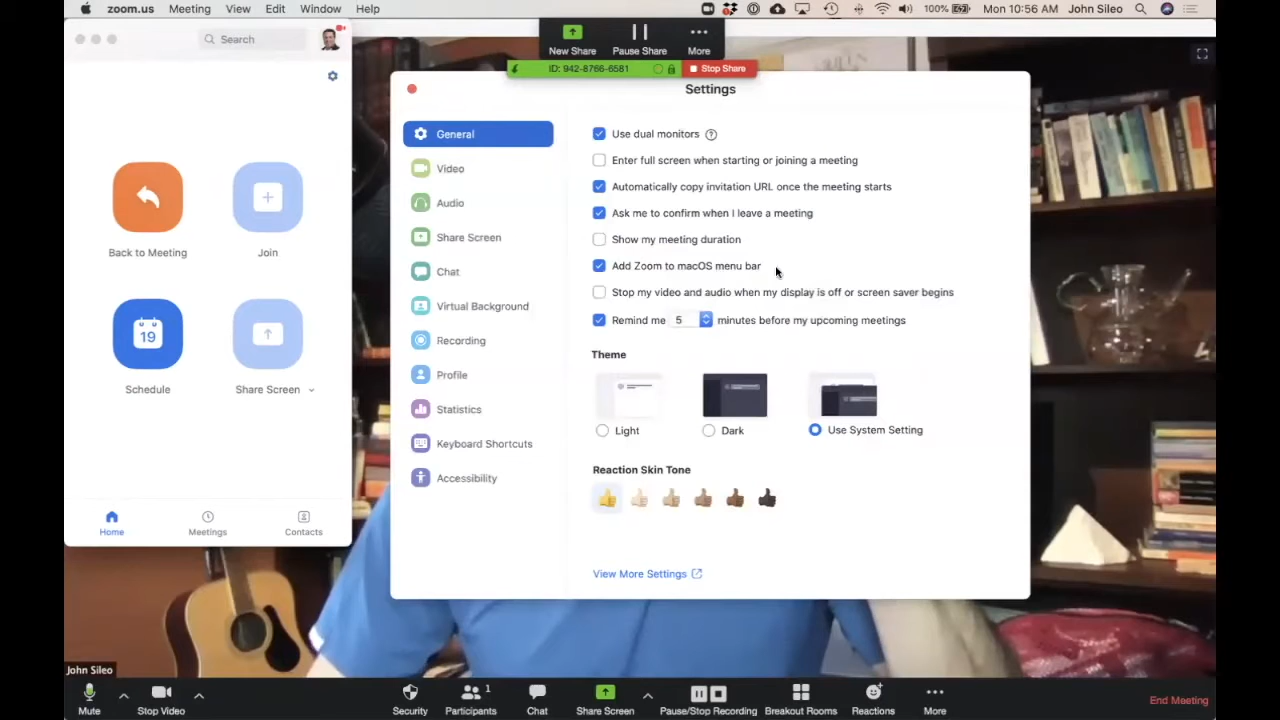 zoom.us Meeting View Edit Window Help 100% Mon 10:56 AM John Sileo
Search
New Share Pause Share More
ID: 942-8766-6581 Stop Share
Settings
Back to Meeting Join
19
Schedule Share Screen
Home Meetings Contacts
General
Video
Audio
Share Screen
Chat
Virtual Background
Recording
Profile
Statistics
Keyboard Shortcuts
Accessibility
Use dual monitors ?
Enter full screen when starting or joining a meeting
Automatically copy invitation URL once the meeting starts
Ask me to confirm when I leave a meeting
Show my meeting duration
Add Zoom to macOS menu bar
Stop my video and audio when my display is off or screen saver begins
Remind me 5 minutes before my upcoming meetings
Theme
Light Dark Use System Setting
Reaction Skin Tone
View More Settings
John Sileo
Mute Stop Video Security Participants 1 Chat Share Screen Pause/Stop Recording Breakout Rooms Reactions More End Meeting